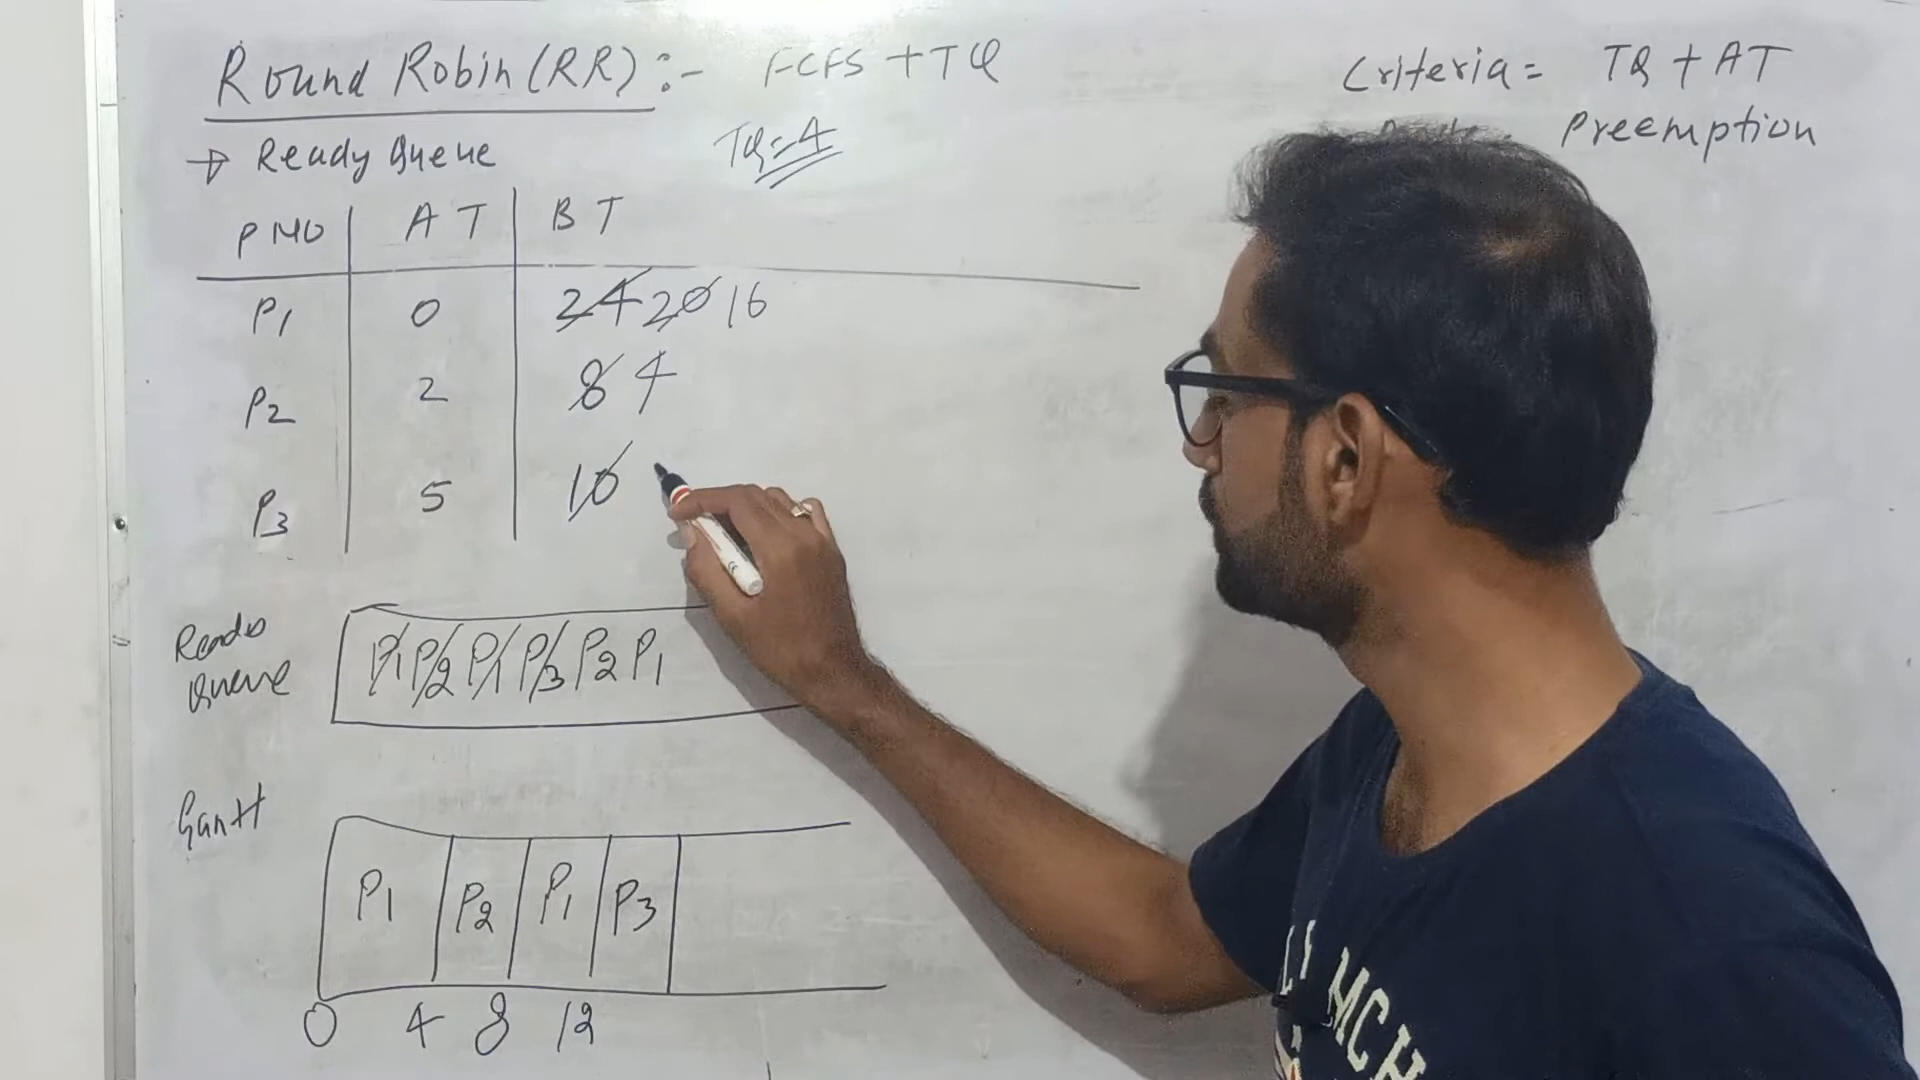 Round Robin (RR) :- FCFS + TQ
Criteria = TQ + AT
Preemption
→ Ready Queue TQ = 4
PNO AT BT
P1 0 24 20 16
P2 2 8 4
P3 5 10
Ready
Queue
P1 P2 P1 P3 P2 P1
Gantt
P1 P2 P1 P3
0 4 8 12
MCH